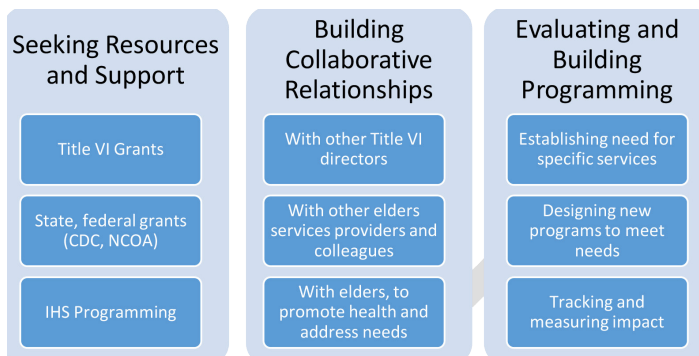 Seeking Resources
and Support
Title VI Grants
State, federal grants
(CDC, NCOA)
IHS Programming
Building
Collaborative
Relationships
With other Title VI
directors
With other elders
services providers and
colleagues
With elders, to
promote health and
address needs
Evaluating and
Building
Programming
Establishing need for
specific services
Designing new
programs to meet
needs
Tracking and
measuring impact